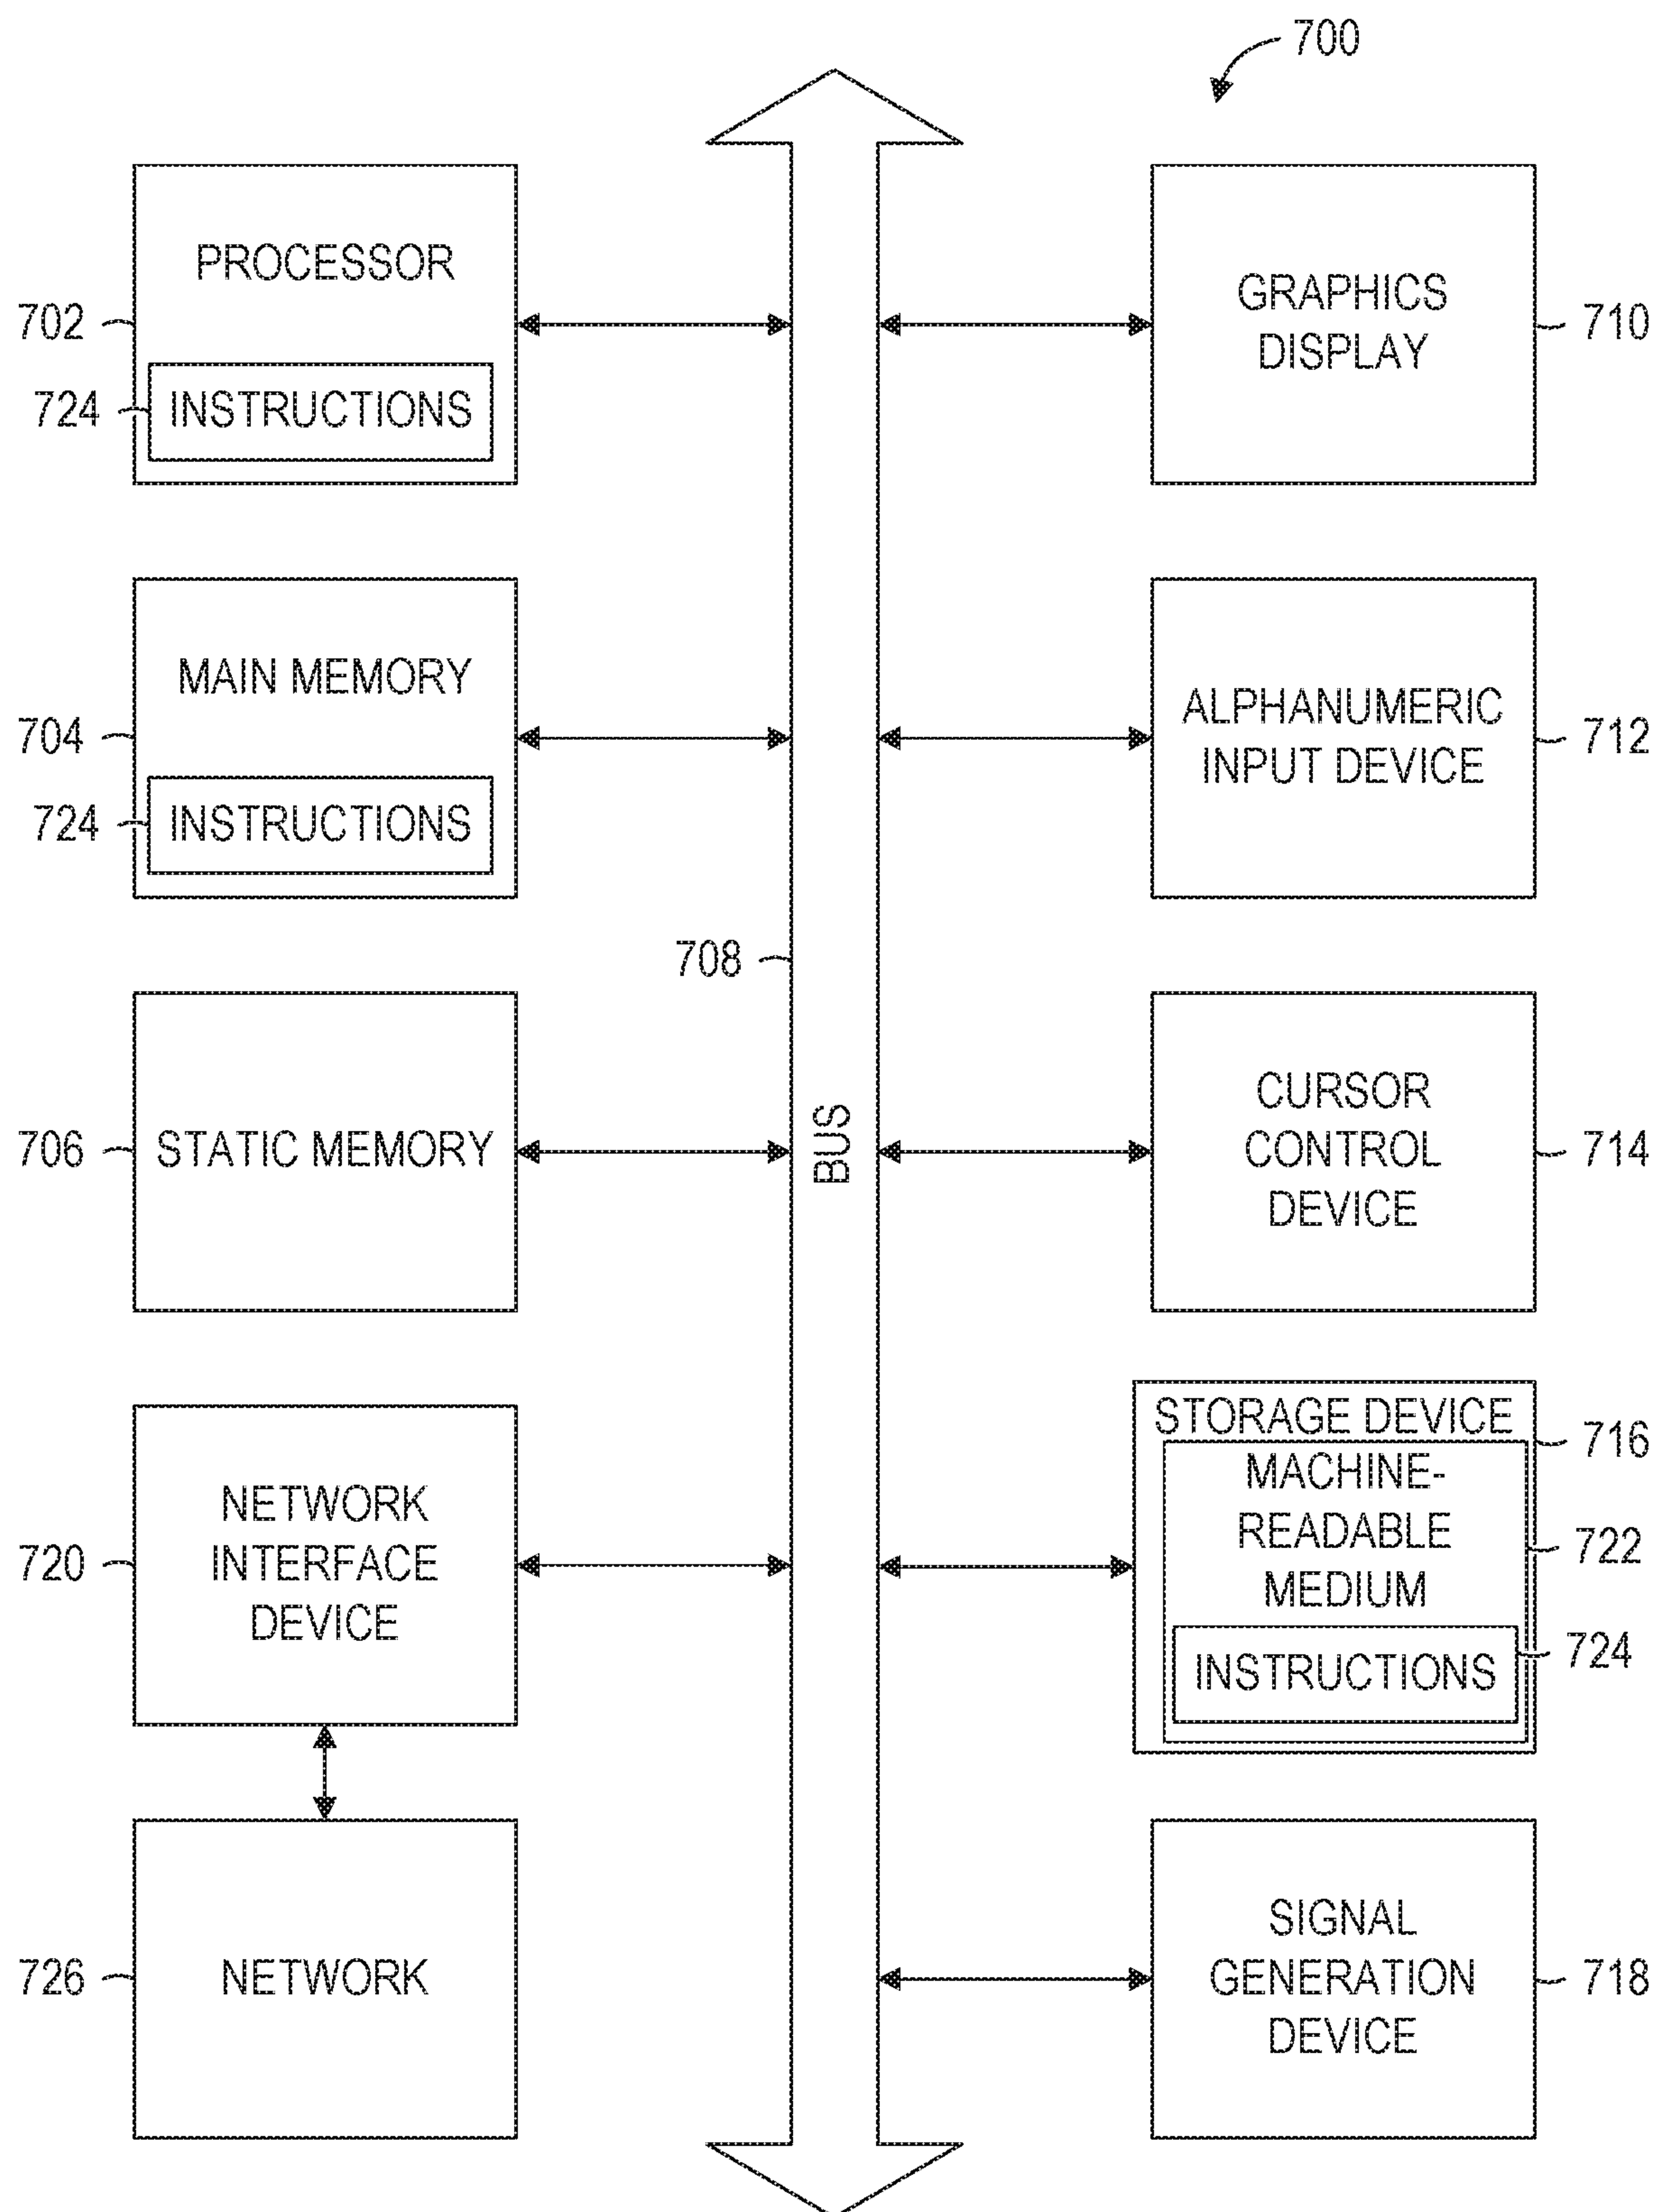 700
PROCESSOR
702
724
INSTRUCTIONS
GRAPHICS
DISPLAY
710
MAIN MEMORY
704
724
INSTRUCTIONS
ALPHANUMERIC
INPUT DEVICE
712
708
BUS
706
STATIC MEMORY
CURSOR
CONTROL
DEVICE
714
720
NETWORK
INTERFACE
DEVICE
STORAGE DEVICE
716
MACHINE-
READABLE
MEDIUM
722
INSTRUCTIONS
724
726
NETWORK
SIGNAL
GENERATION
DEVICE
718